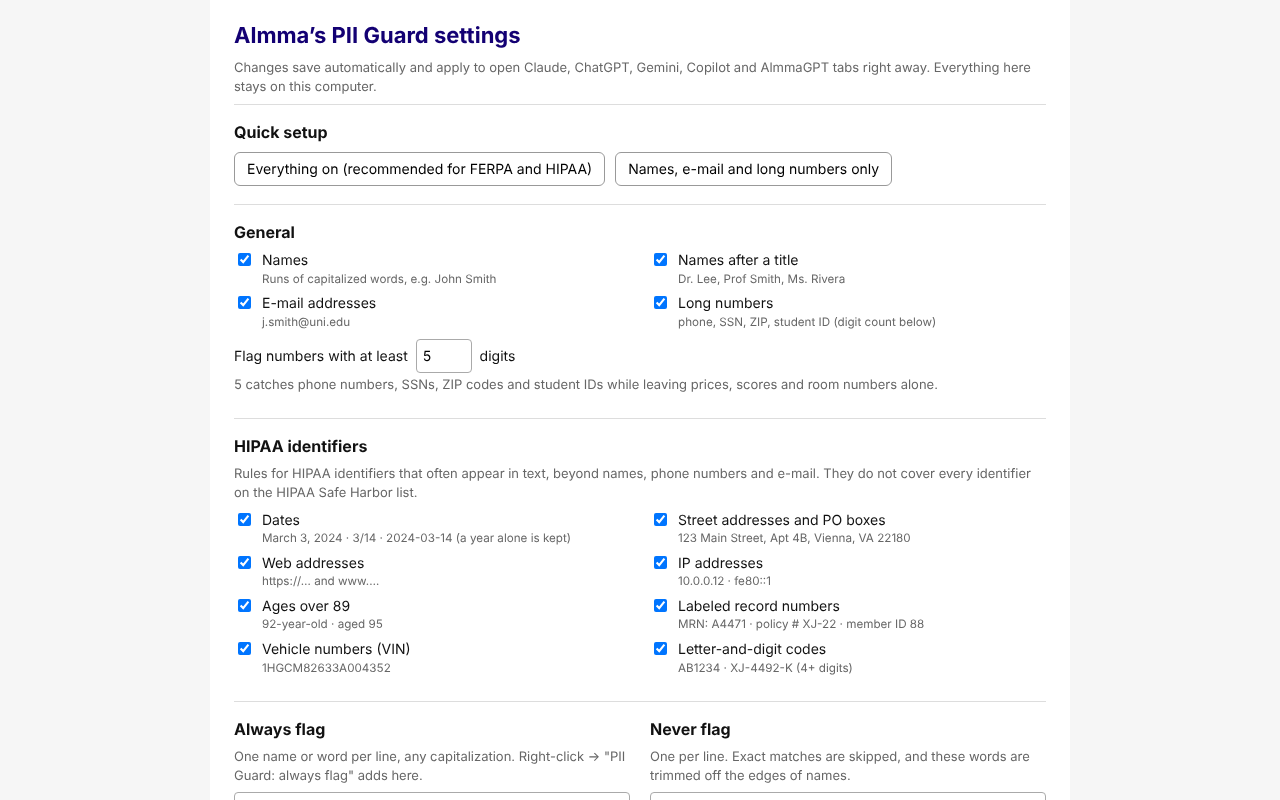 AImma’s PII Guard settings
Changes save automatically and apply to open Claude, ChatGPT, Gemini, Copilot and AImmaGPT tabs right away. Everything here
stays on this computer.
Quick setup
Everything on (recommended for FERPA and HIPAA)
Names, e-mail and long numbers only
General
Names
Runs of capitalized words, e.g. John Smith
Names after a title
Dr. Lee, Prof Smith, Ms. Rivera
E-mail addresses
j.smith@uni.edu
Long numbers
phone, SSN, ZIP, student ID (digit count below)
Flag numbers with at least 5 digits
5 catches phone numbers, SSNs, ZIP codes and student IDs while leaving prices, scores and room numbers alone.
HIPAA identifiers
Rules for HIPAA identifiers that often appear in text, beyond names, phone numbers and e-mail. They do not cover every identifier
on the HIPAA Safe Harbor list.
Dates
March 3, 2024 · 3/14 · 2024-03-14 (a year alone is kept)
Street addresses and PO boxes
123 Main Street, Apt 4B, Vienna, VA 22180
Web addresses
https://... and www....
IP addresses
10.0.0.12 · fe80::1
Ages over 89
92-year-old · aged 95
Labeled record numbers
MRN: A4471 · policy # XJ-22 · member ID 88
Vehicle numbers (VIN)
1HGCM82633A004352
Letter-and-digit codes
AB1234 · XJ-4492-K (4+ digits)
Always flag
One name or word per line, any capitalization. Right-click → "PII
Guard: always flag" adds here.
Never flag
One per line. Exact matches are skipped, and these words are
trimmed off the edges of names.